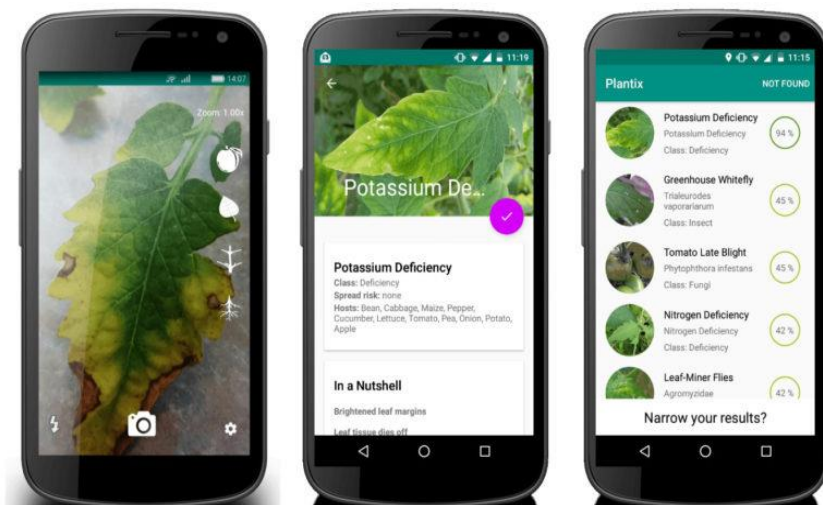 14:07
Zoom: 1.00x
11:19
Potassium De...
Potassium Deficiency
Class: Deficiency
Spread risk: none
Hosts: Bean, Cabbage, Maize, Pepper,
Cucumber, Lettuce, Tomato, Pea, Onion, Potato,
Apple
In a Nutshell
Brightened leaf margins
Leaf tissue dies off
11:15
Plantix
NOT FOUND
Potassium Deficiency
Potassium Deficiency
Class: Deficiency
94 %
Greenhouse Whitefly
Trialeurodes
vaporariarum
Class: Insect
45 %
Tomato Late Blight
Phytophthora infestans
Class: Fungi
45 %
Nitrogen Deficiency
Nitrogen Deficiency
Class: Deficiency
42 %
Leaf-Miner Flies
Agromyzidae
42 %
Narrow your results?